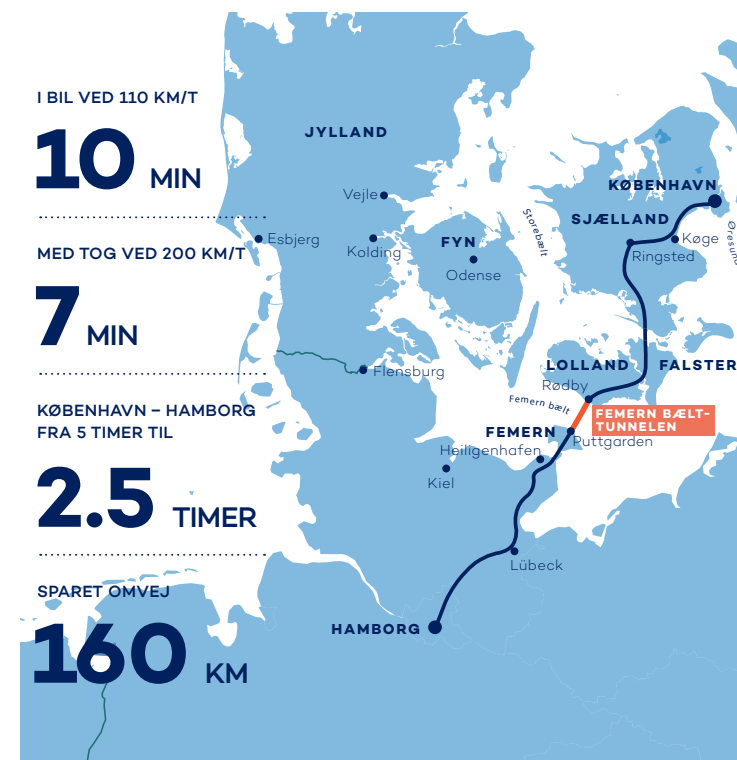 I BIL VED 110 KM/T
10 MIN
MED TOG VED 200 KM/T
7 MIN
KØBENHAVN – HAMBORG
FRA 5 TIMER TIL
2.5 TIMER
SPARET OMVEJ
160 KM
JYLLAND
Vejle
Esbjerg
Kolding
FYN
Odense
Storebælt
KØBENHAVN
SJÆLLAND
Køge
Ringsted
Øresund
Flensburg
LOLLAND
FALSTER
Rødby
Femern bælt
FEMERN BÆLT-
TUNNELEN
FEMERN
Puttgarden
Heiligenhafen
Kiel
Lübeck
HAMBORG